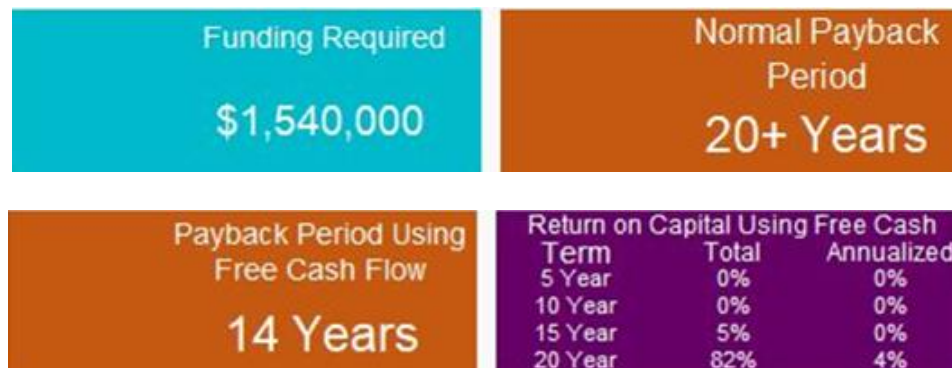 Funding Required
$1,540,000
Normal Payback
Period
20+ Years
Payback Period Using
Free Cash Flow
14 Years
Return on Capital Using Free Cash
Term Total Annualized
5 Year 0% 0%
10 Year 0% 0%
15 Year 5% 0%
20 Year 82% 4%